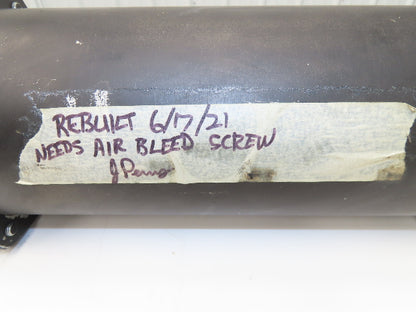 REBUILT 6/17/21
NEEDS AIR BLEED SCREW